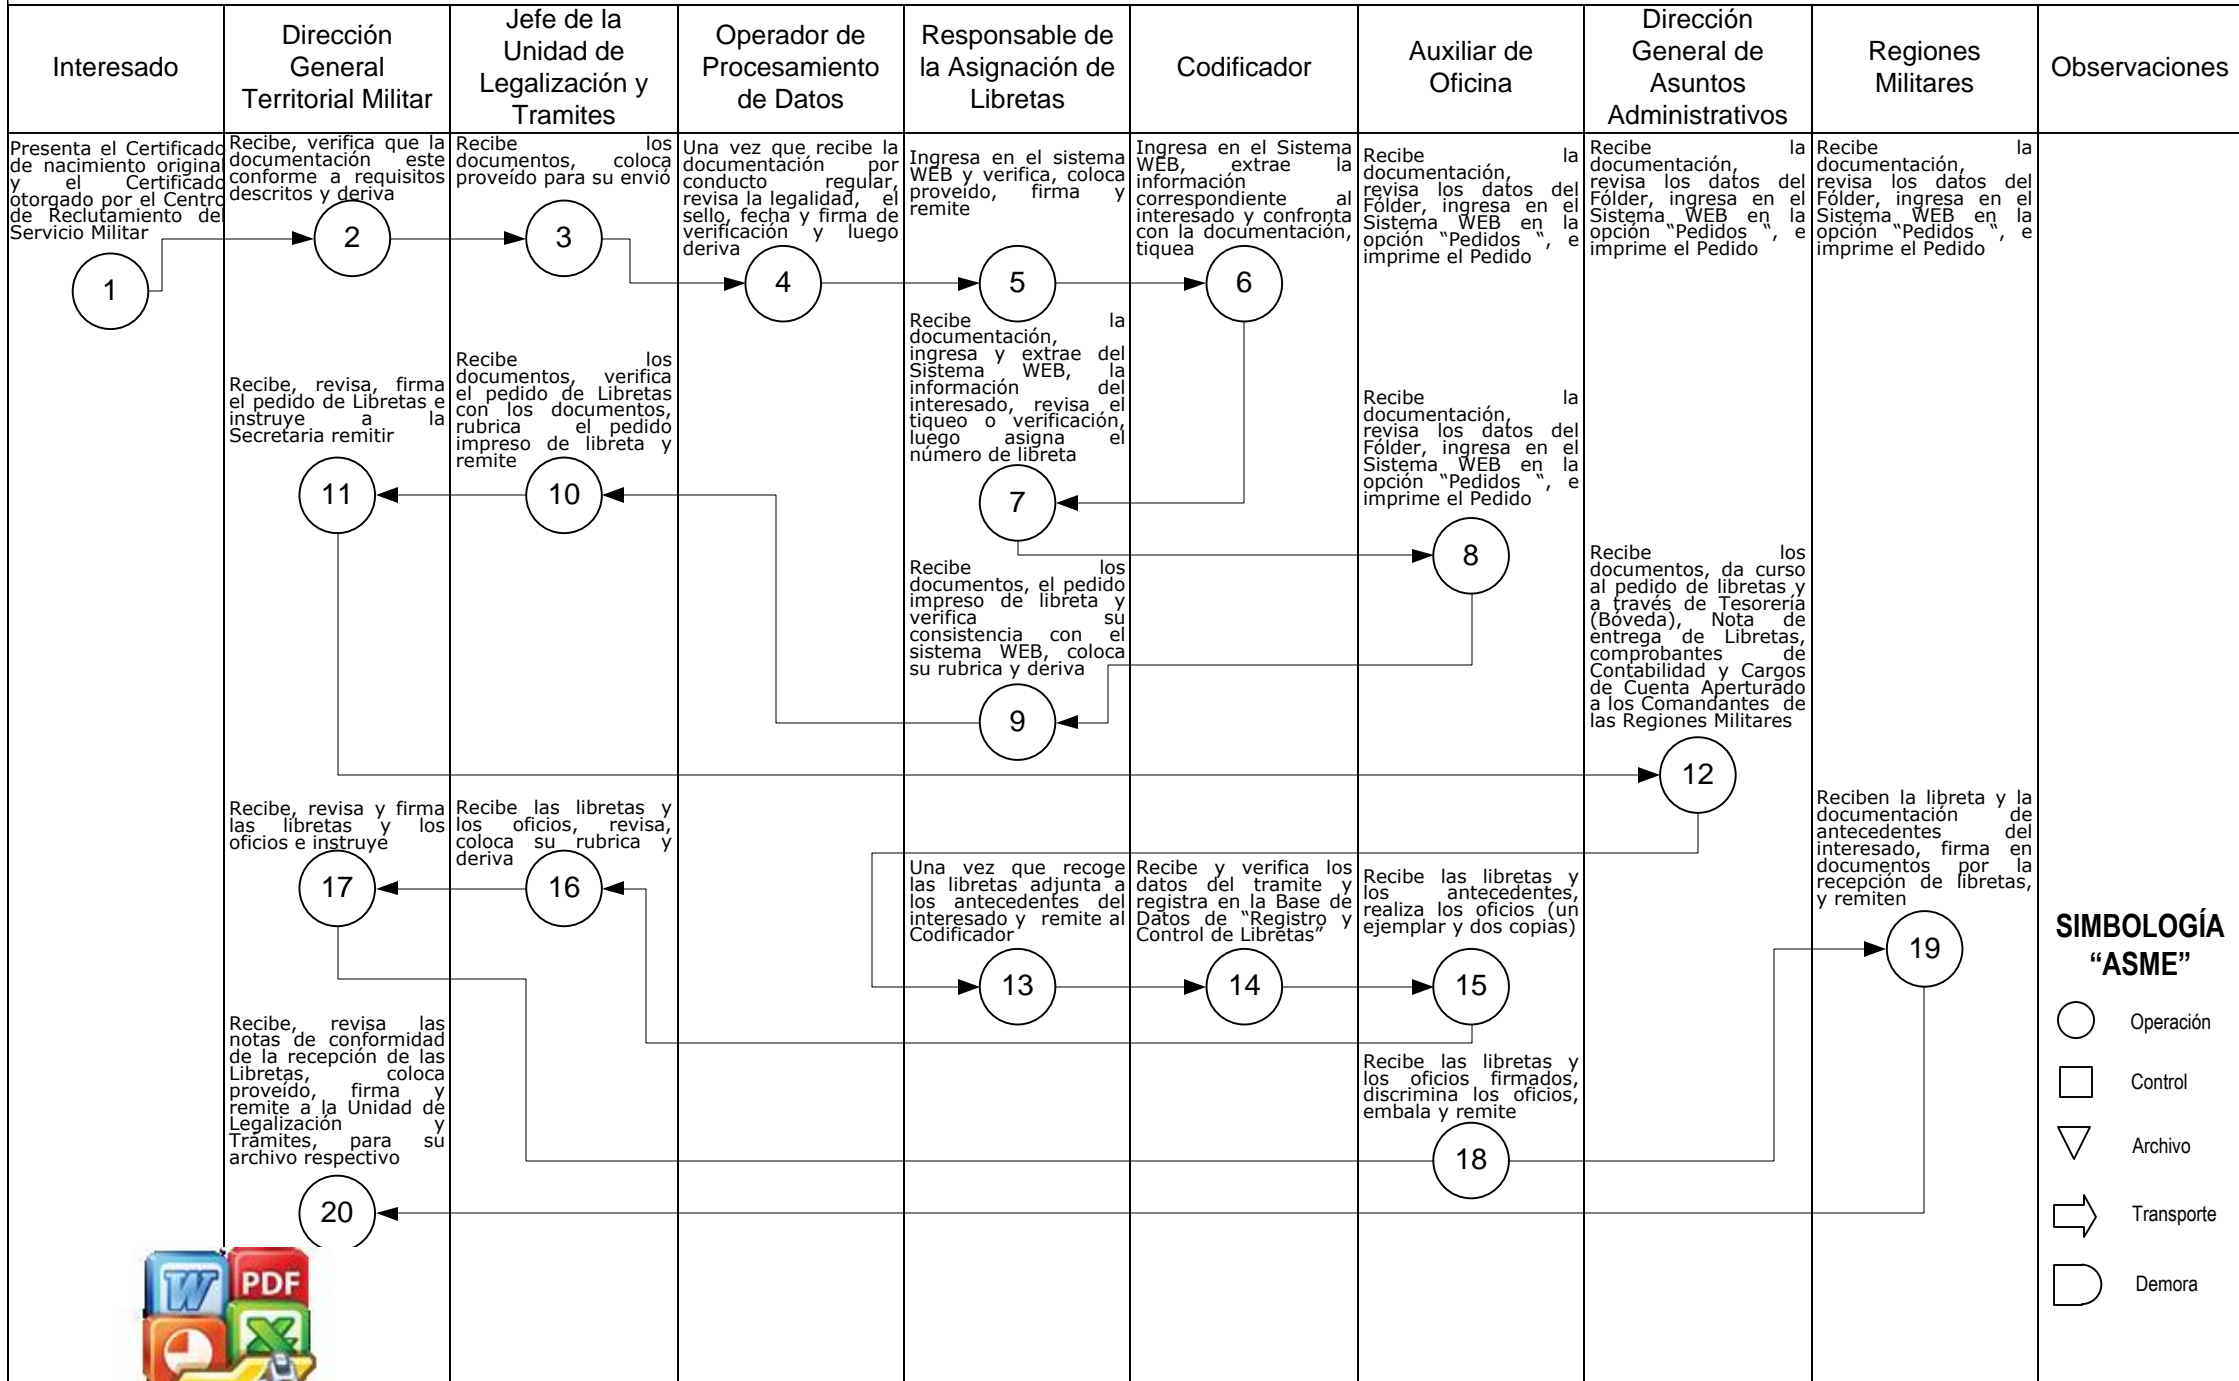 Interesado
Dirección
General
Territorial Militar
Jefe de la
Unidad de
Legalización y
Tramites
Operador de
Procesamiento
de Datos
Responsable de
la Asignación de
Libretas
Codificador
Auxiliar de
Oficina
Dirección
General de
Asuntos
Administrativos
Regiones
Militares
Observaciones
Presenta el Certificado
de nacimiento original
y el Certificado
otorgado por el Centro
de Reclutamiento del
Servicio Militar
1
Recibe, verifica que la
documentación este
conforme a requisitos
descritos y deriva
2
Recibe los
documentos, coloca
proveído para su envió
3
Una vez que recibe la
documentación por
conducto regular,
revisa la legalidad, el
sello, fecha y firma de
verificación y luego
deriva
4
Ingresa en el sistema
WEB y verifica, coloca
proveído, firma y
remite
5
Ingresa en el Sistema
WEB, extrae la
información
correspondiente al
interesado y confronta
con la documentación,
tiquea
6
Recibe la
documentación,
revisa los datos del
Fólder, ingresa en el
Sistema WEB en la
opción “Pedidos “, e
imprime el Pedido
Recibe la
documentación,
revisa los datos del
Fólder, ingresa en el
Sistema WEB en la
opción “Pedidos “, e
imprime el Pedido
Recibe la
documentación,
revisa los datos del
Fólder, ingresa en el
Sistema WEB en la
opción “Pedidos “, e
imprime el Pedido
Recibe, revisa, firma
el pedido de Libretas e
instruye a la
Secretaria remitir
11
Recibe los
documentos, verifica
el pedido de Libretas
con los documentos,
rubrica el pedido
impreso de libreta y
remite
10
Recibe la
documentación,
ingresa y extrae del
Sistema WEB, la
información del
interesado, revisa el
tiqueo o verificación,
luego asigna el
número de libreta
7
Recibe la
documentación,
revisa los datos del
Fólder, ingresa en el
Sistema WEB en la
opción “Pedidos “, e
imprime el Pedido
8
Recibe los
documentos, el pedido
impreso de libreta y
verifica su
consistencia con el
sistema WEB, coloca
su rubrica y deriva
9
Recibe los
documentos, da curso
al pedido de libretas y
a través de Tesorería
(Bóveda), Nota de
entrega de Libretas,
comprobantes de
Contabilidad y Cargos
de Cuenta Aperturado
a los Comandantes de
las Regiones Militares
12
Recibe, revisa y firma
las libretas y los
oficios e instruye
17
Recibe las libretas y
los oficios, revisa,
coloca su rubrica y
deriva
16
Una vez que recoge
las libretas adjunta a
los antecedentes del
interesado y remite al
Codificador
13
Recibe y verifica los
datos del tramite y
registra en la Base de
Datos de “Registro y
Control de Libretas”
14
Recibe las libretas y
los antecedentes,
realiza los oficios (un
ejemplar y dos copias)
15
Reciben la libreta y la
documentación de
antecedentes del
interesado, firma en
documentos por la
recepción de libretas,
y remiten
19
Recibe, revisa las
notas de conformidad
de la recepción de las
Libretas, coloca
proveído, firma y
remite a la Unidad de
Legalización y
Trámites, para su
archivo respectivo
20
Recibe las libretas y
los oficios firmados,
discrimina los oficios,
embala y remite
18
SIMBOLOGÍA
“ASME”
Operación
Control
Archivo
Transporte
Demora
W
PDF
X